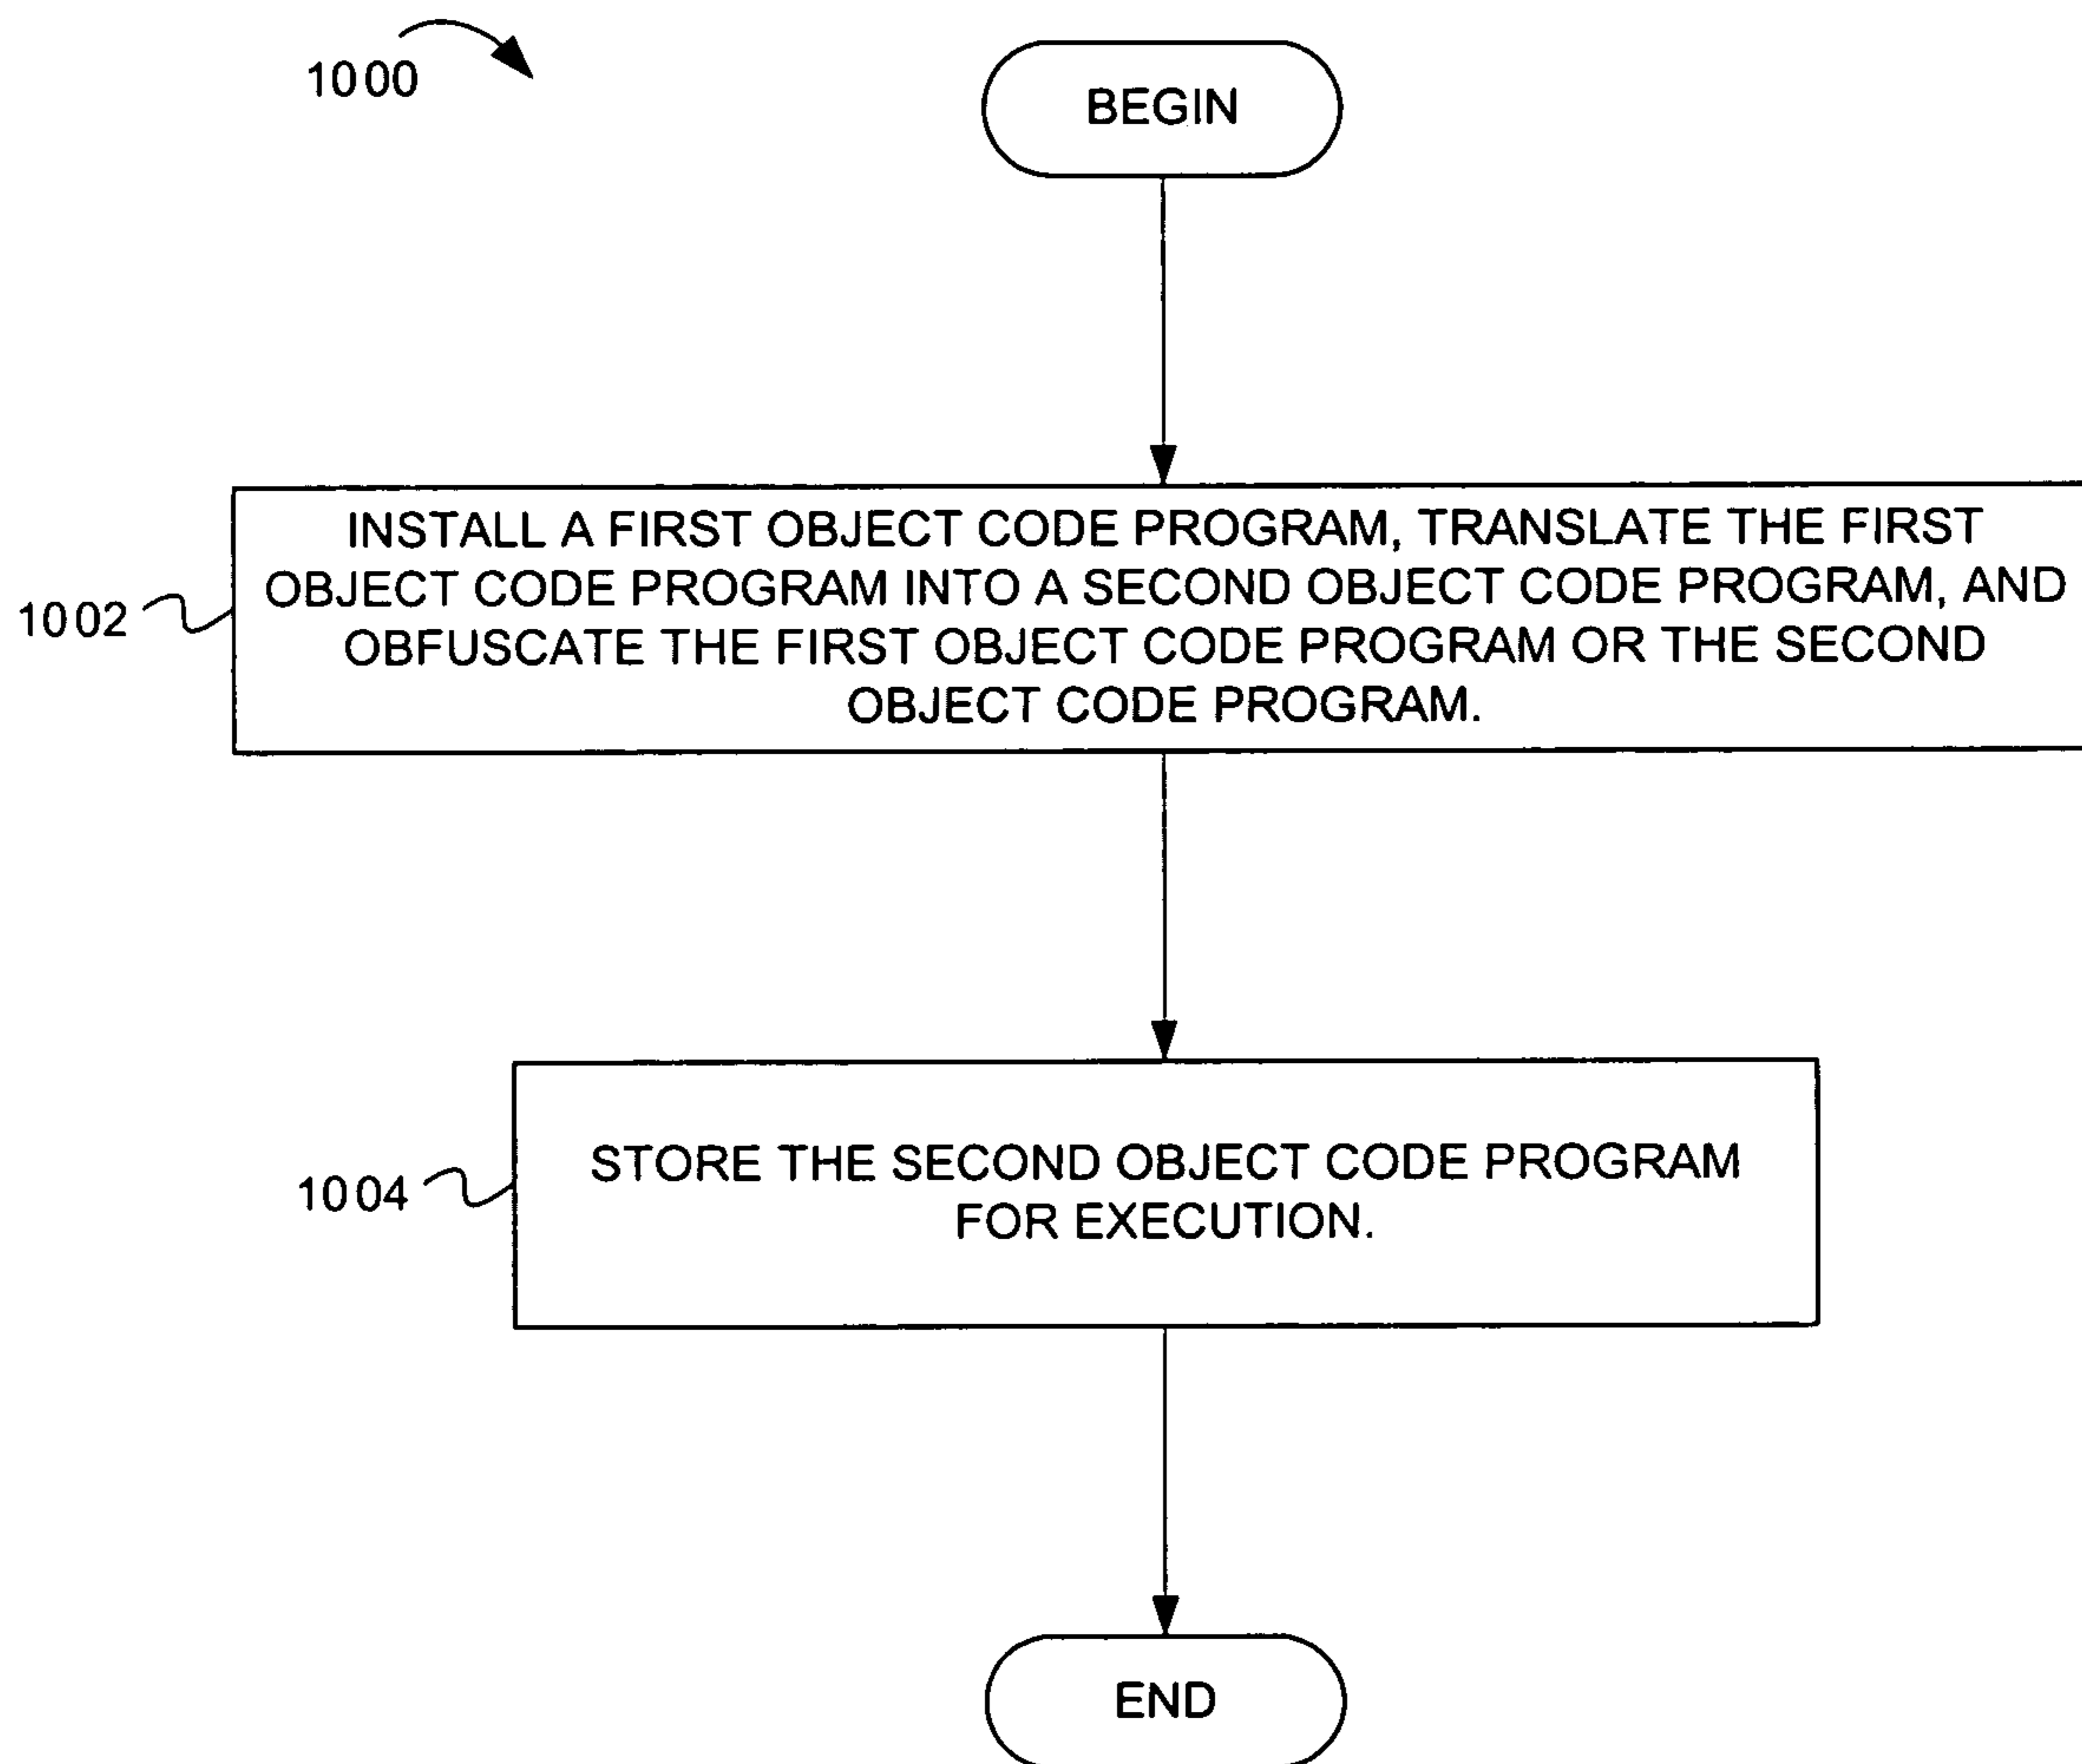 1000
BEGIN
1002
INSTALL A FIRST OBJECT CODE PROGRAM, TRANSLATE THE FIRST
OBJECT CODE PROGRAM INTO A SECOND OBJECT CODE PROGRAM, AND
OBFUSCATE THE FIRST OBJECT CODE PROGRAM OR THE SECOND
OBJECT CODE PROGRAM.
1004
STORE THE SECOND OBJECT CODE PROGRAM
FOR EXECUTION.
END